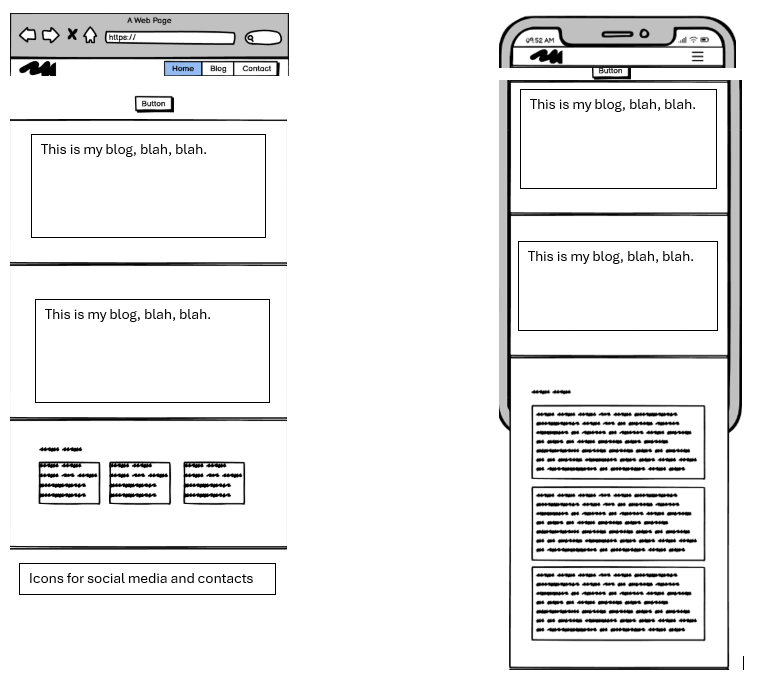 A Web Page
https://
Home Blog Contact
Button
This is my blog, blah, blah.
This is my blog, blah, blah.
Icons for social media and contacts
09:52 AM
Button
This is my blog, blah, blah.
This is my blog, blah, blah.